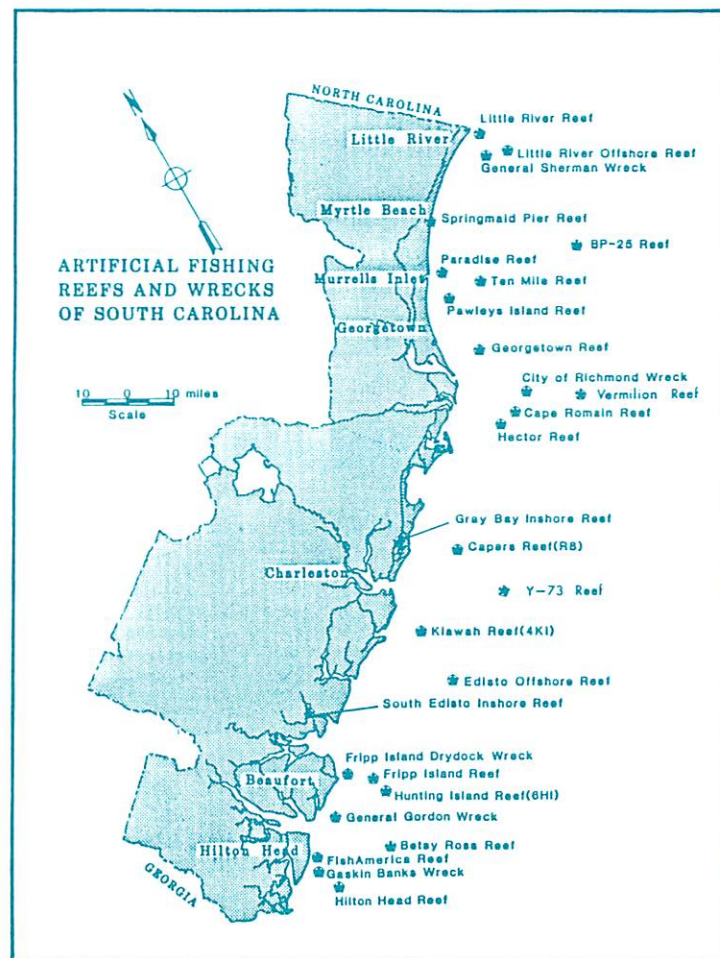 N
NORTH CAROLINA
Little River Reef
Little River
Little River Offshore Reef
General Sherman Wreck
Myrtle Beach
Springmaid Pier Reef
BP-25 Reef
ARTIFICIAL FISHING
REEFS AND WRECKS
OF SOUTH CAROLINA
Paradise Reef
Murrells Inlet
Ten Mile Reef
Pawleys Island Reef
Georgetown
Georgetown Reef
10 0 10 miles
Scale
City of Richmond Wreck
Vermilion Reef
Cape Romain Reef
Hector Reef
Gray Bay Inshore Reef
Capers Reef(R8)
Charleston
Y-73 Reef
Kiawah Reef(4KI)
Edisto Offshore Reef
South Edisto Inshore Reef
Fripp Island Drydock Wreck
Beaufort
Fripp Island Reef
Hunting Island Reef(6HI)
General Gordon Wreck
Hilton Head
Betsy Ross Reef
FishAmerica Reef
Gaskin Banks Wreck
GEORGIA
Hilton Head Reef